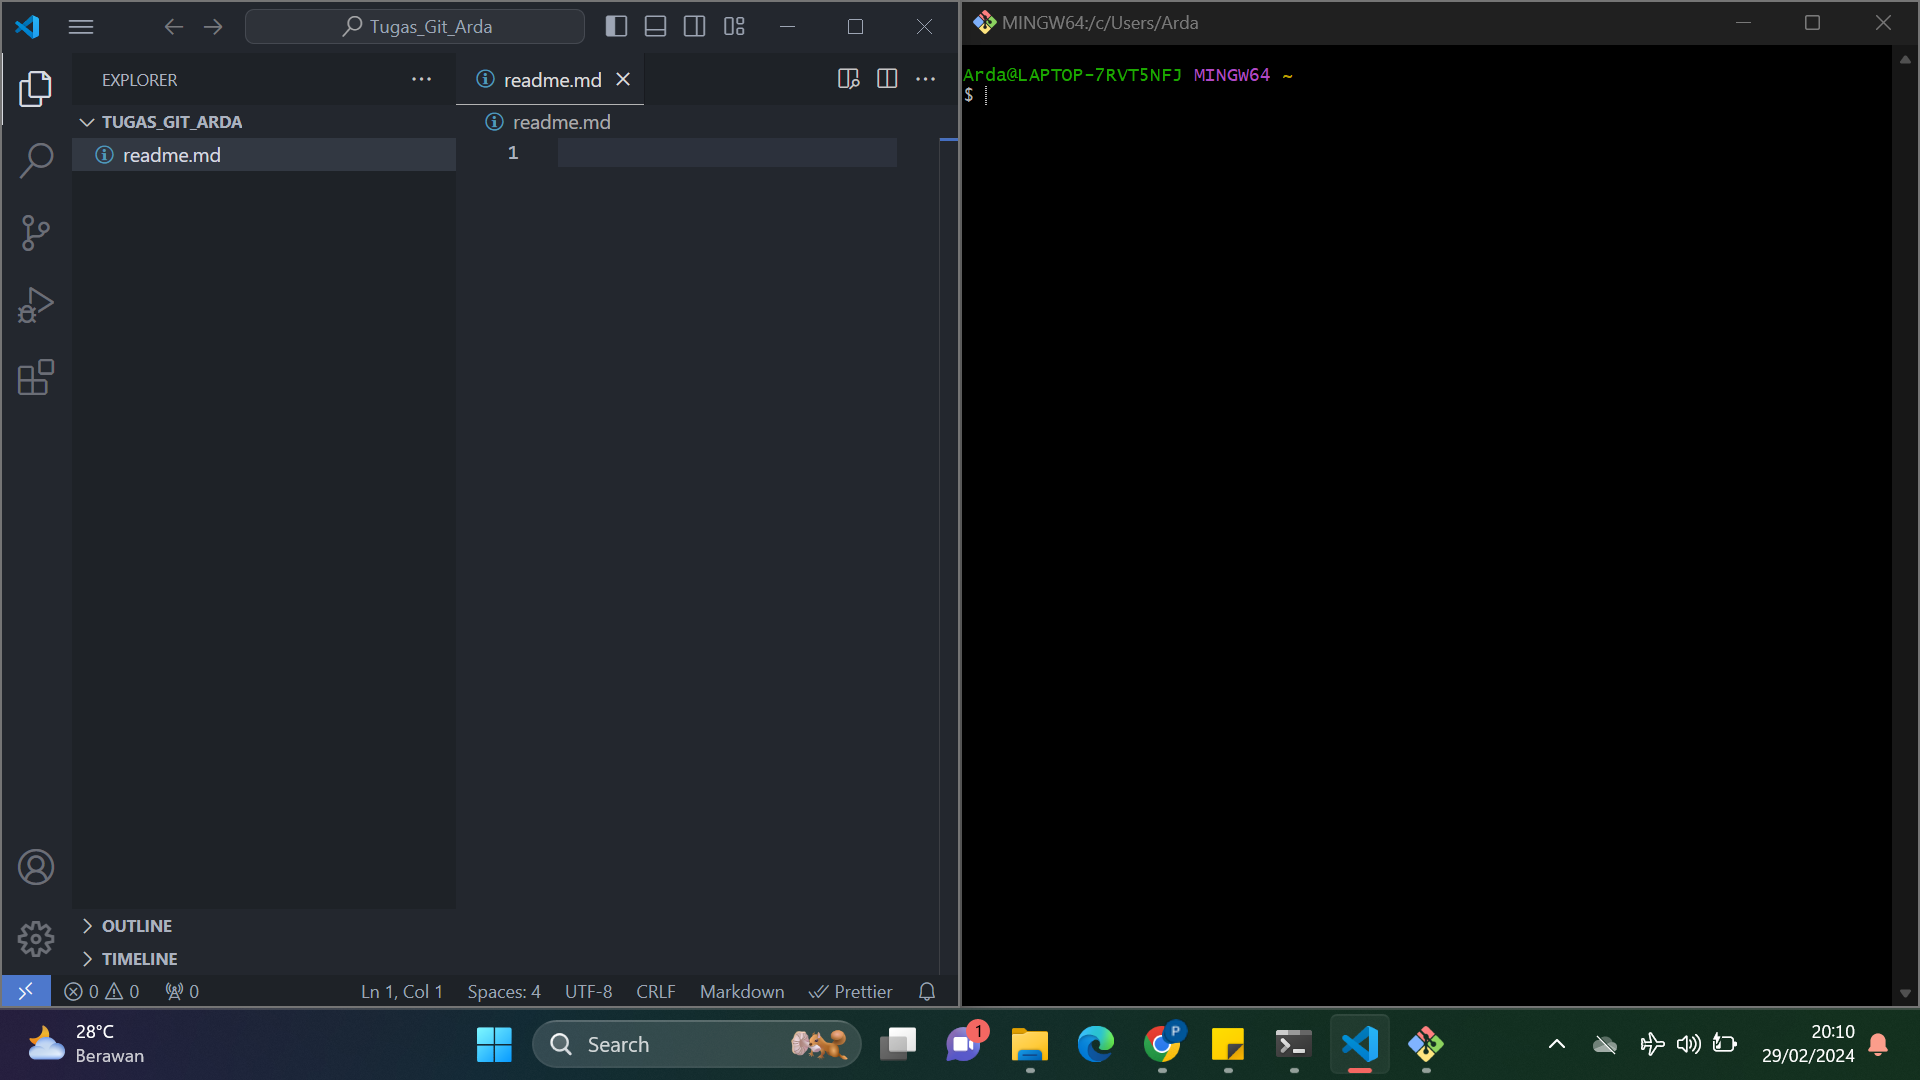 Tugas_Git_Arda
EXPLORER
TUGAS_GIT_ARDA
readme.md
OUTLINE
TIMELINE
readme.md
readme.md
1
0 0 0
Ln 1, Col 1 Spaces: 4 UTF-8 CRLF Markdown Prettier
MINGW64:/c/Users/Arda
Arda@LAPTOP-7RVT5NFJ MINGW64 ~
$
28°C
Berawan
Search
1
P
20:10
29/02/2024